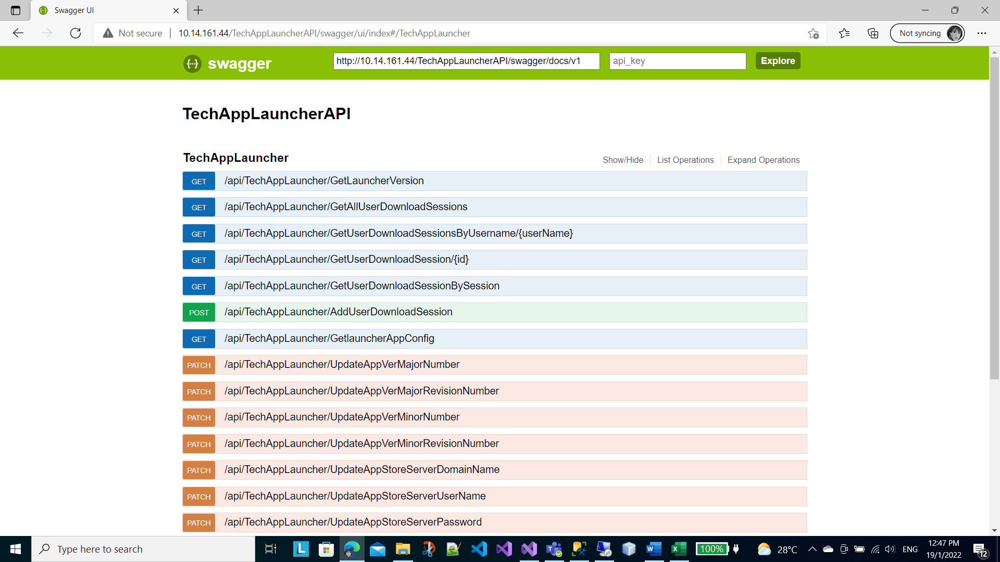 Swagger UI
Not secure
10.14.161.44/TechAppLauncherAPI/swagger/ui/index#/TechAppLauncher
Not syncing
{···} swagger
http://10.14.161.44/TechAppLauncherAPI/swagger/docs/v1
api_key
Explore
TechAppLauncherAPI
TechAppLauncher
Show/Hide
List Operations
Expand Operations
GET /api/TechAppLauncher/GetLauncherVersion
GET /api/TechAppLauncher/GetAllUserDownloadSessions
GET /api/TechAppLauncher/GetUserDownloadSessionsByUsername/{userName}
GET /api/TechAppLauncher/GetUserDownloadSession/{id}
GET /api/TechAppLauncher/GetUserDownloadSessionBySession
POST /api/TechAppLauncher/AddUserDownloadSession
GET /api/TechAppLauncher/GetlauncherAppConfig
PATCH /api/TechAppLauncher/UpdateAppVerMajorNumber
PATCH /api/TechAppLauncher/UpdateAppVerMajorRevisionNumber
PATCH /api/TechAppLauncher/UpdateAppVerMinorNumber
PATCH /api/TechAppLauncher/UpdateAppVerMinorRevisionNumber
PATCH /api/TechAppLauncher/UpdateAppStoreServerDomainName
PATCH /api/TechAppLauncher/UpdateAppStoreServerUserName
PATCH /api/TechAppLauncher/UpdateAppStoreServerPassword
Type here to search
L
100%
28°C
ENG
12:47 PM
19/1/2022
12